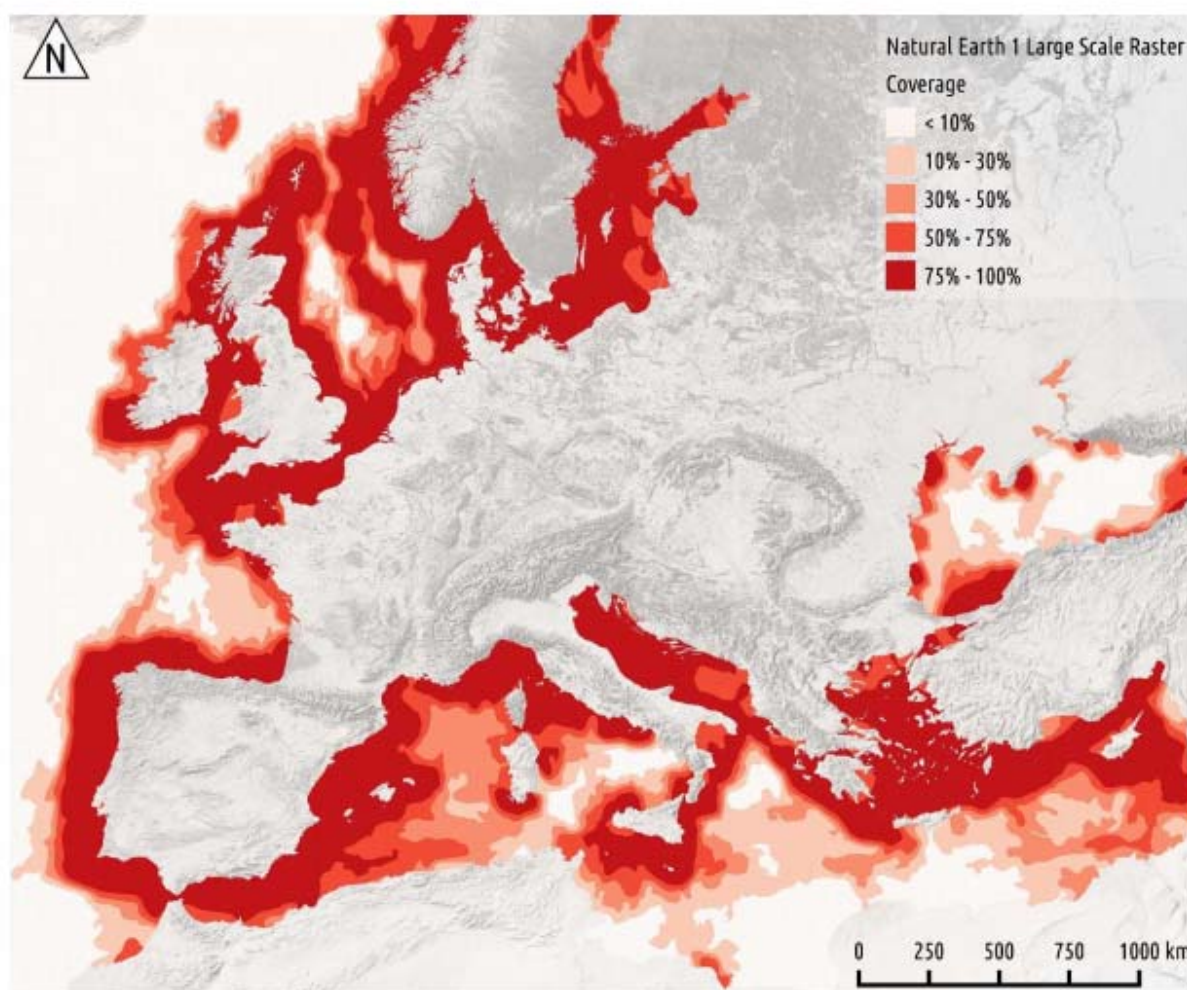 N
Natural Earth 1 Large Scale Raster
Coverage
< 10%
10% - 30%
30% - 50%
50% - 75%
75% - 100%
0 250 500 750 1000 km